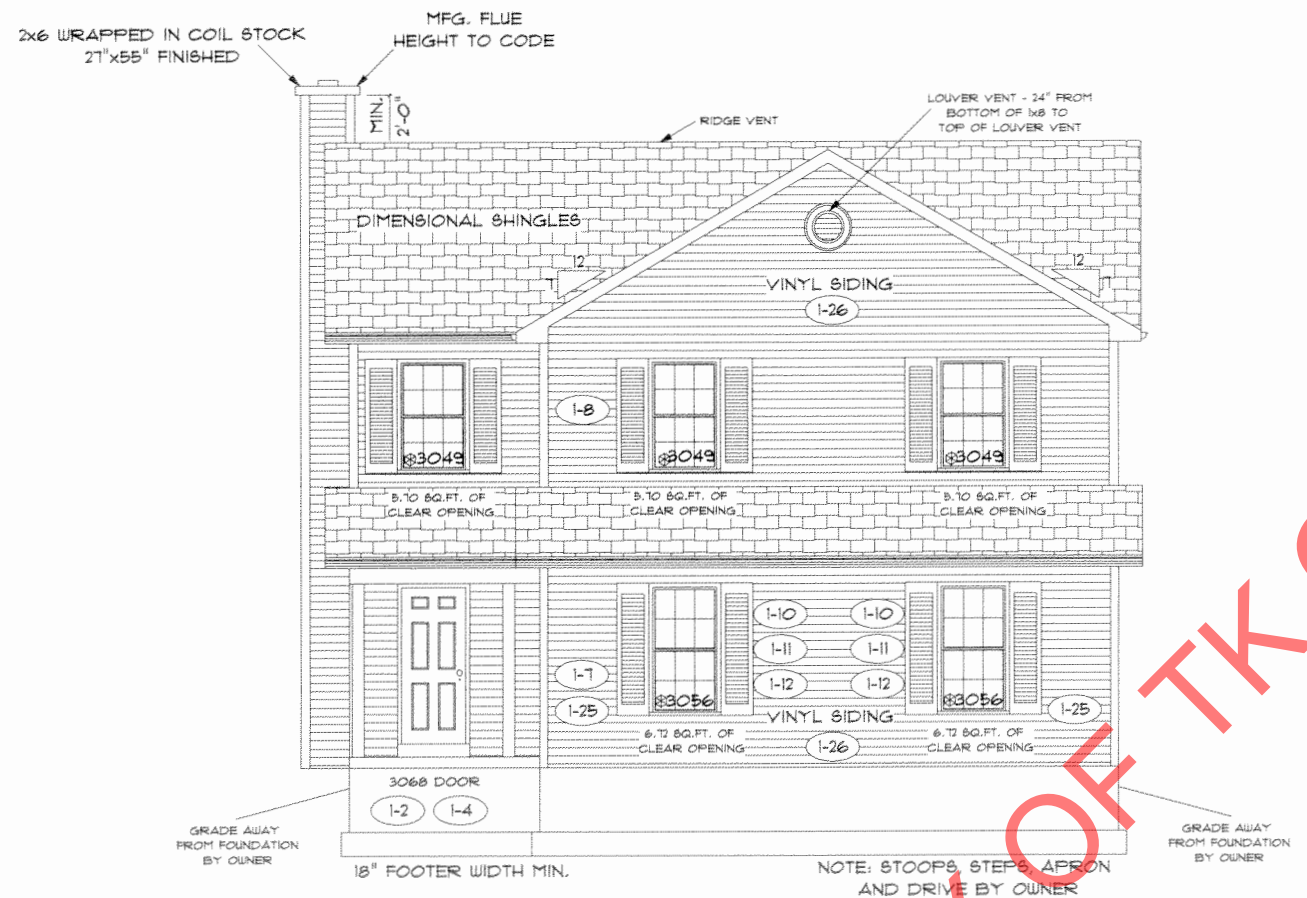 2x6 WRAPPED IN COIL STOCK
27"x55" FINISHED
MFG. FLUE
HEIGHT TO CODE
MIN.
2'-0"
RIDGE VENT
LOUVER VENT - 24" FROM
BOTTOM OF 1x8 TO
TOP OF LOUVER VENT
DIMENSIONAL SHINGLES
12
7
12
7
VINYL SIDING
1-26
1-8
3049
3049
3049
5.70 SQ.FT. OF
CLEAR OPENING
5.70 SQ.FT. OF
CLEAR OPENING
5.70 SQ.FT. OF
CLEAR OPENING
1-10
1-10
1-11
1-11
1-7
1-12
1-12
3056
3056
1-25
1-25
VINYL SIDING
6.72 SQ.FT. OF
CLEAR OPENING
1-26
6.72 SQ.FT. OF
CLEAR OPENING
3068 DOOR
1-2
1-4
GRADE AWAY
FROM FOUNDATION
BY OWNER
GRADE AWAY
FROM FOUNDATION
BY OWNER
18" FOOTER WIDTH MIN.
NOTE: STOOPS, STEPS, APRON
AND DRIVE BY OWNER
OF TK